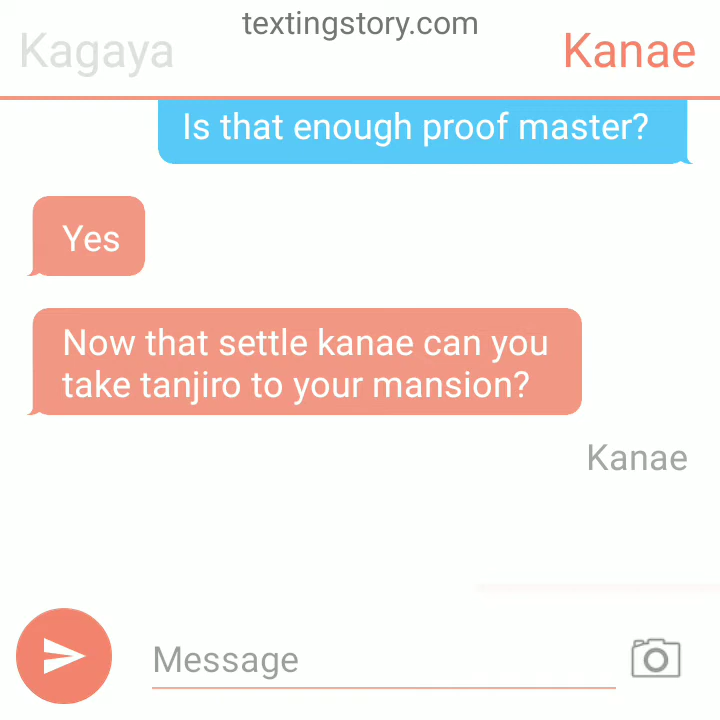 textingstory.com
Kagaya
Kanae
Is that enough proof master?
Yes
Now that settle kanae can you
take tanjiro to your mansion?
Kanae
Message